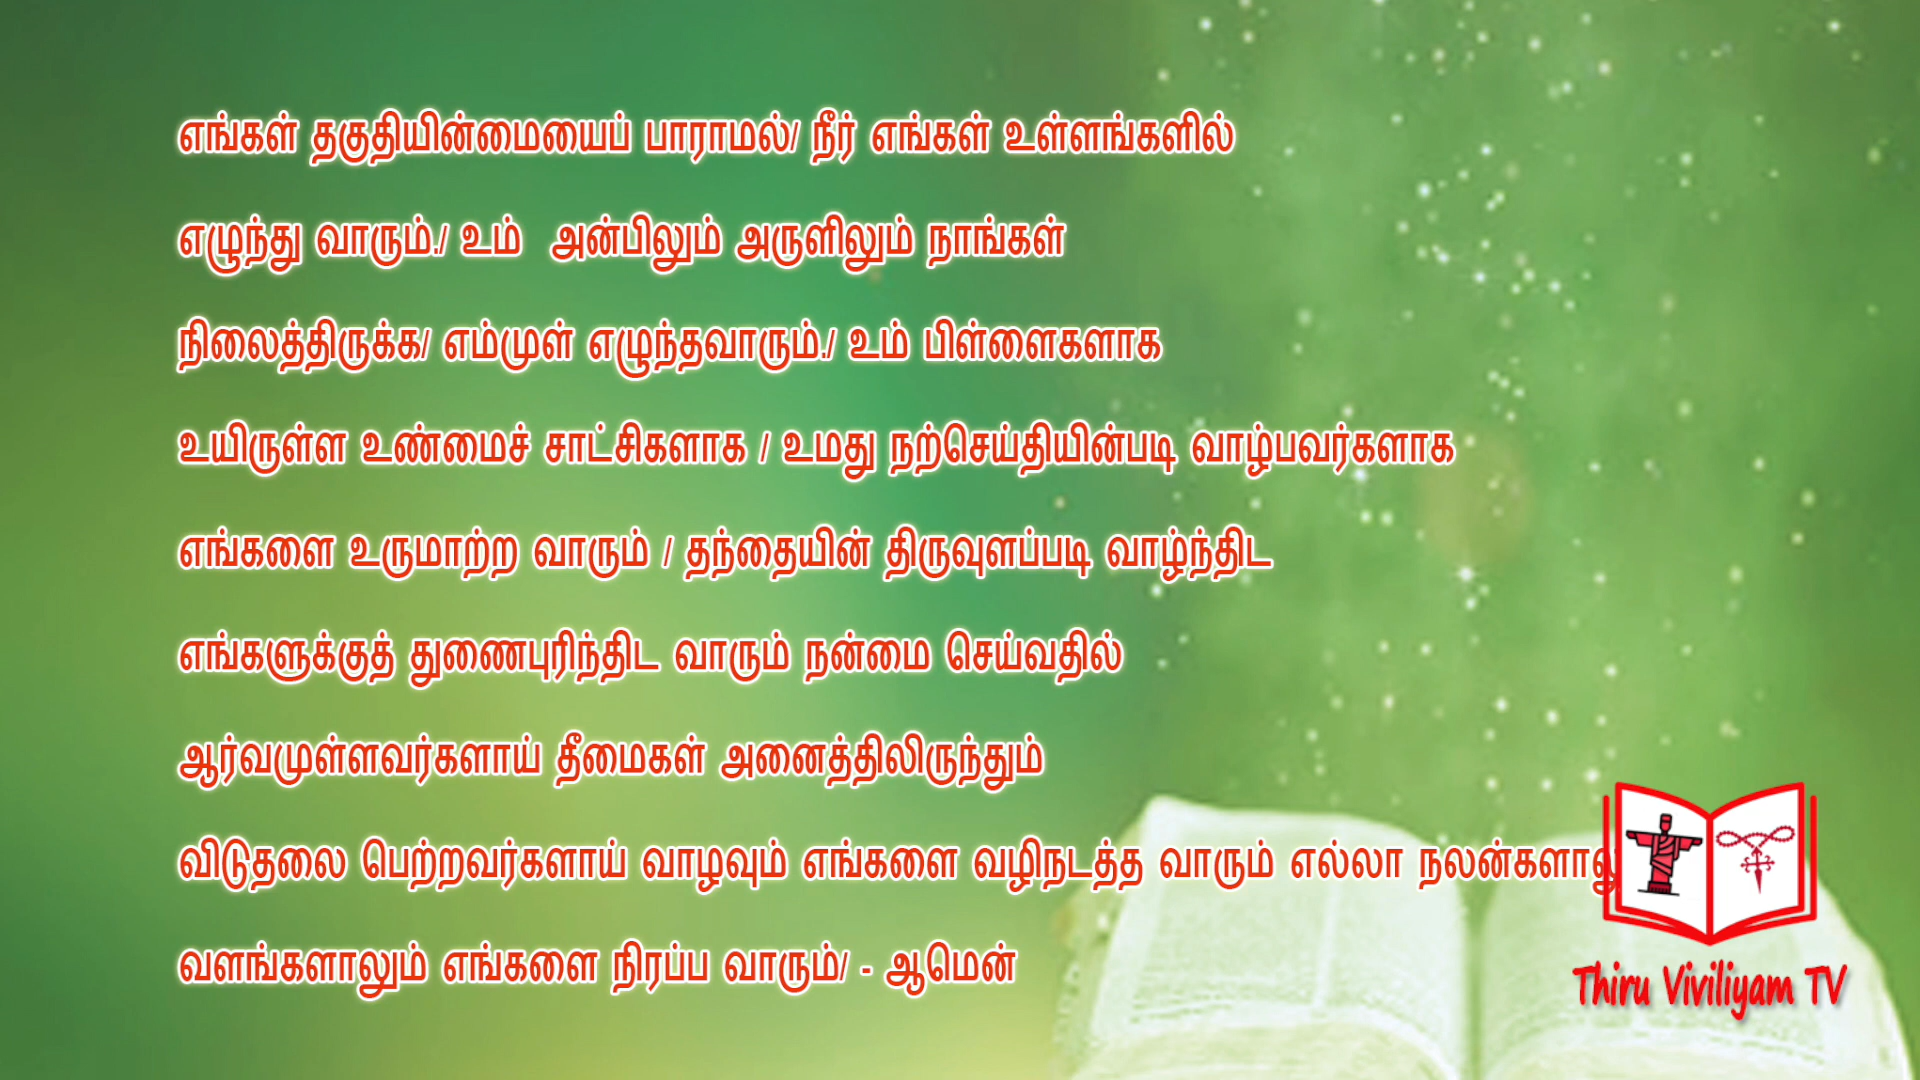 எங்கள் தகுதியின்மையைப் பாராமல்/ நீர் எங்கள் உள்ளங்களில்
எழுந்து வாரும்./ உம் அன்பிலும் அருளிலும் நாங்கள்
நிலைத்திருக்க/ எம்முள் எழுந்தவாரும்./ உம் பிள்ளைகளாக
உயிருள்ள உண்மைச் சாட்சிகளாக / உமது நற்செய்தியின்படி வாழ்பவர்களாக
எங்களை உருமாற்ற வாரும் / தந்தையின் திருவுளப்படி வாழ்ந்திட
எங்களுக்குத் துணைபுரிந்திட வாரும் நன்மை செய்வதில்
ஆர்வமுள்ளவர்களாய் தீமைகள் அனைத்திலிருந்தும்
விடுதலை பெற்றவர்களாய் வாழவும் எங்களை வழிநடத்த வாரும் எல்லா
வளங்களாலும் எங்களை நிரப்ப வாரும்/ - ஆமென்
Thiru Viviliyam TV